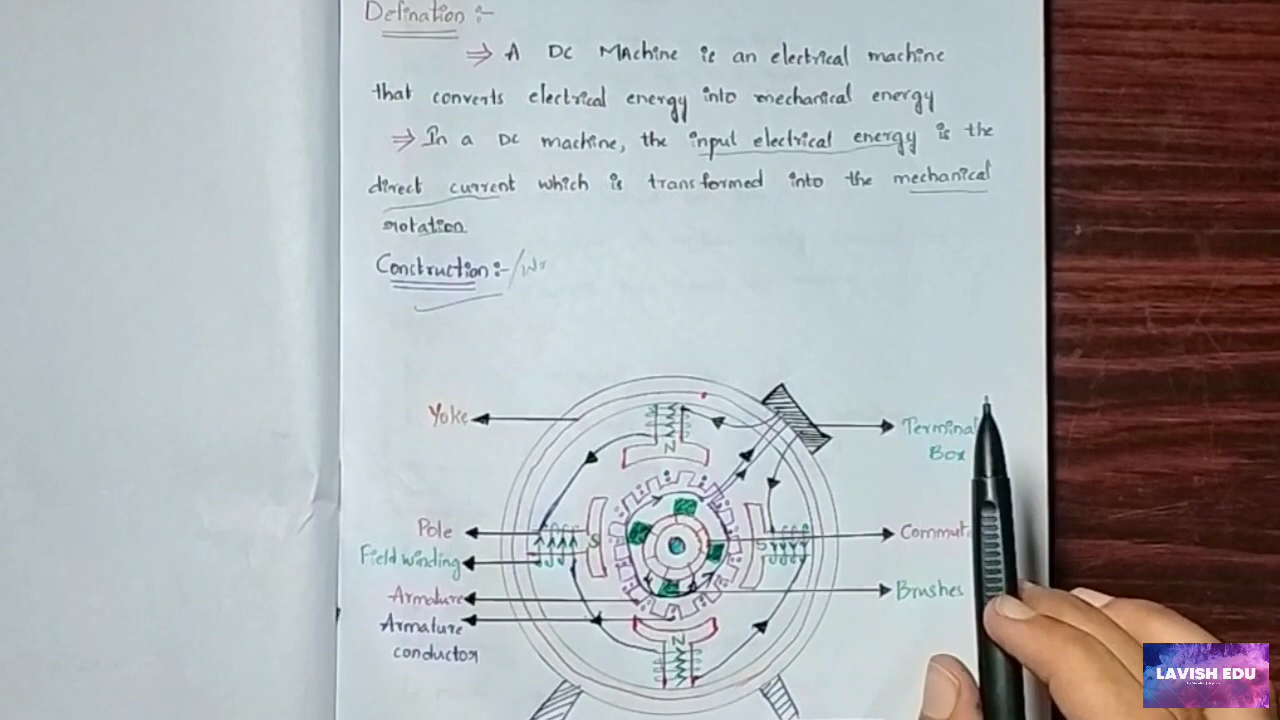 Defination :-
⇒ A DC MAchine is an electrical machine
that converts electrical energy into mechanical energy
⇒ In a DC machine, the input electrical energy is the
direct current which is transformed into the mechanical
rotation
Construction:-/
Yoke
Terminal
Box
N
Pole
S
S
Commut
Field winding
Brushes
Armature
Armature
conductor
N
LAVISH EDU